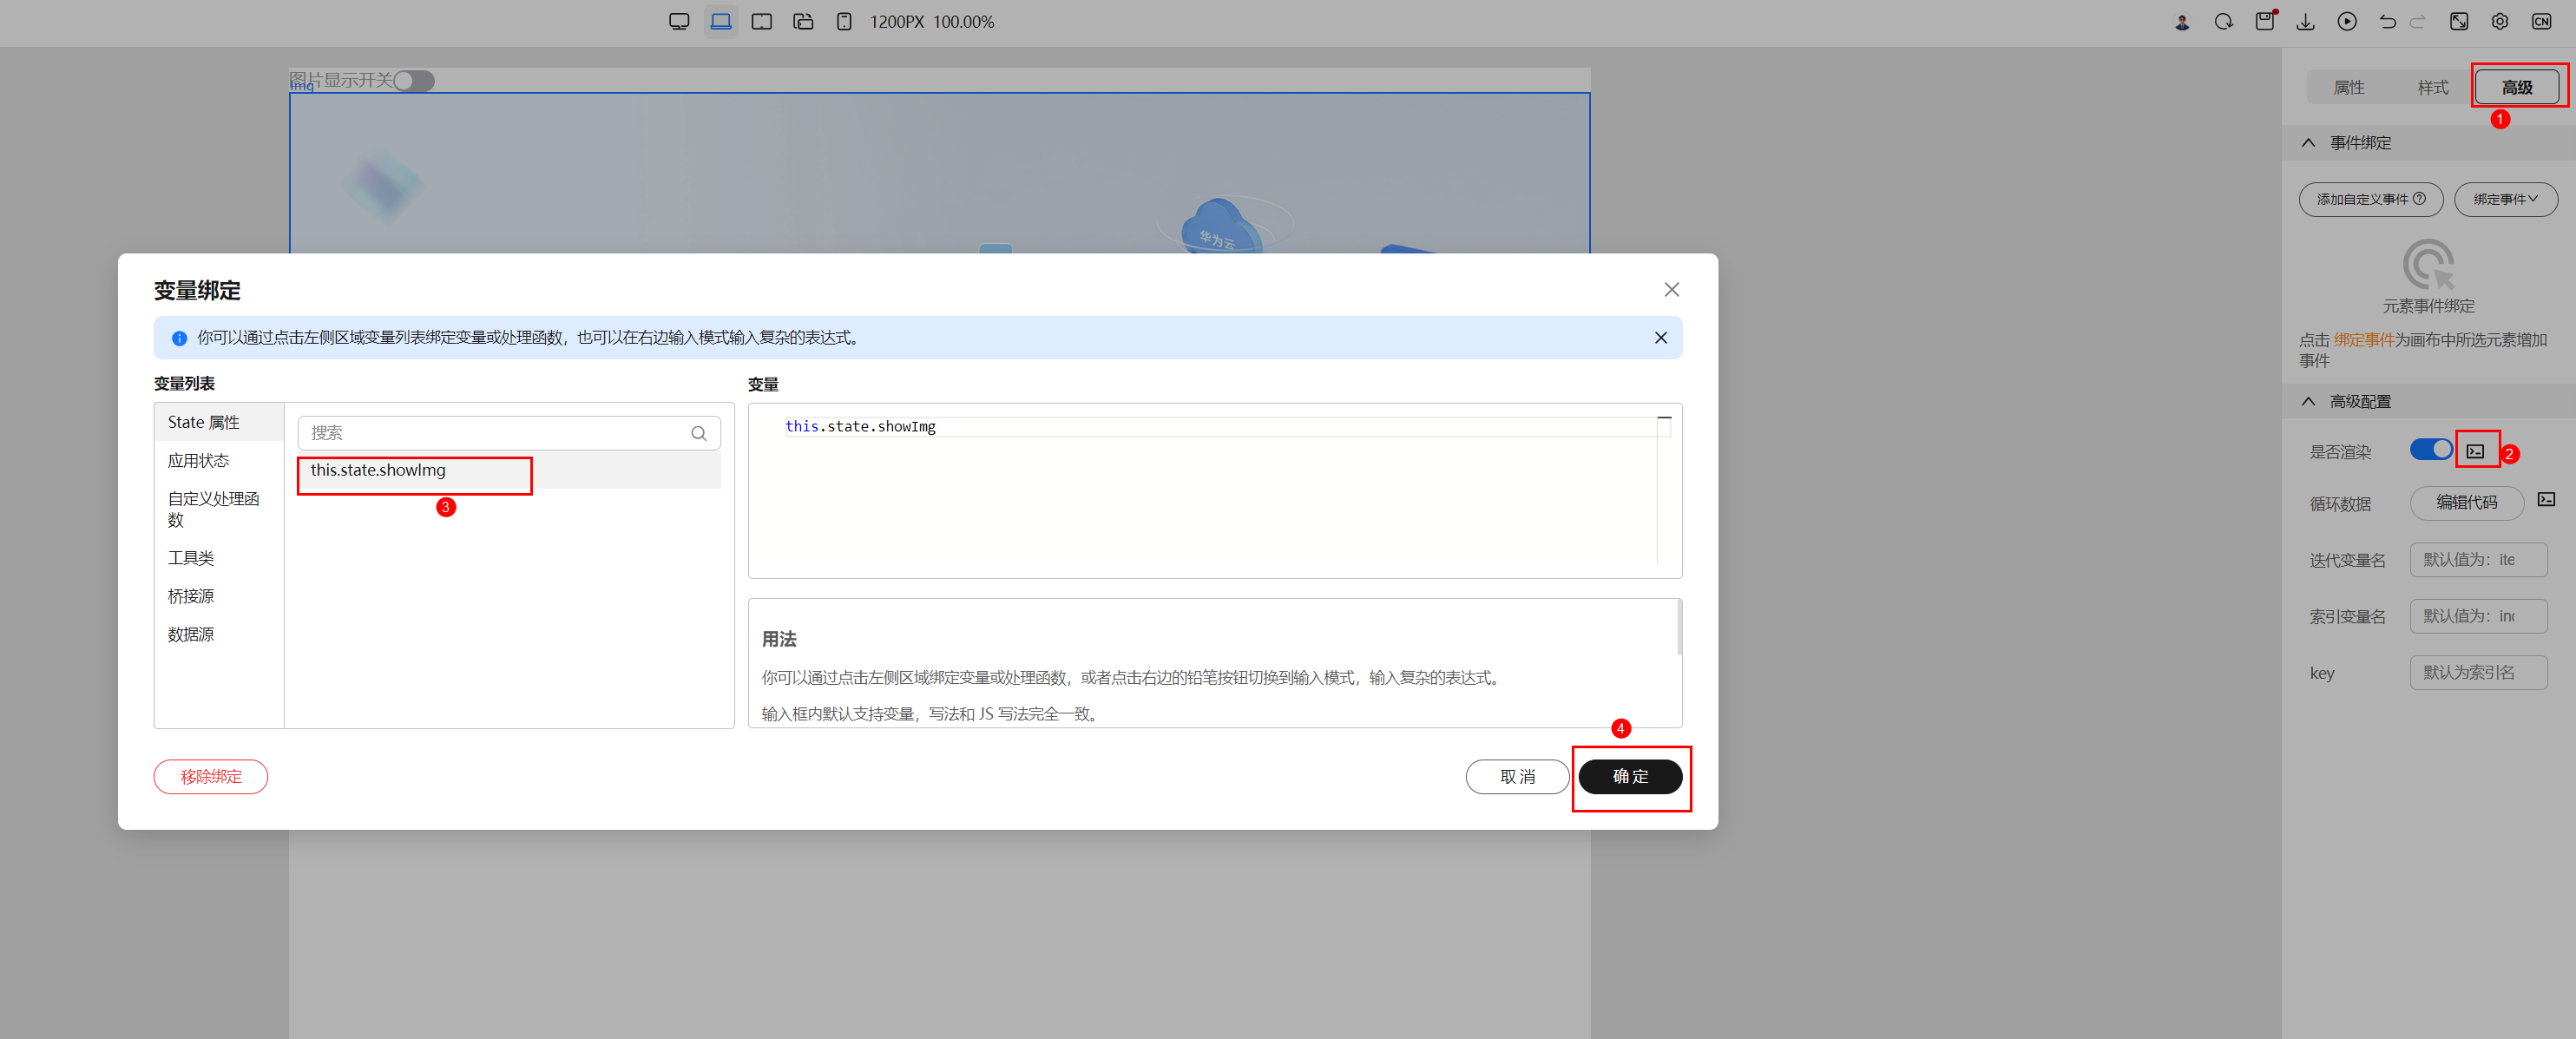 1200PX 100.00%
CN
图片显示开关
Img
华为云
属性
样式
高级
1
事件绑定
添加自定义事件
绑定事件
元素事件绑定
点击 绑定事件为画布中所选元素增加
事件
高级配置
是否渲染
2
循环数据
编辑代码
迭代变量名
默认值为：ite
索引变量名
默认值为：in
key
默认为索引名
变量绑定
你可以通过点击左侧区域变量列表绑定变量或处理函数，也可以在右边输入模式输入复杂的表达式。
变量列表
State 属性
应用状态
自定义处理函
数
工具类
桥接源
数据源
搜索
this.state.showImg
3
变量
this.state.showImg
用法
你可以通过点击左侧区域绑定变量或处理函数，或者点击右边的铅笔按钮切换到输入模式，输入复杂的表达式。
输入框内默认支持变量，写法和 JS 写法完全一致。
4
移除绑定
取 消
确 定